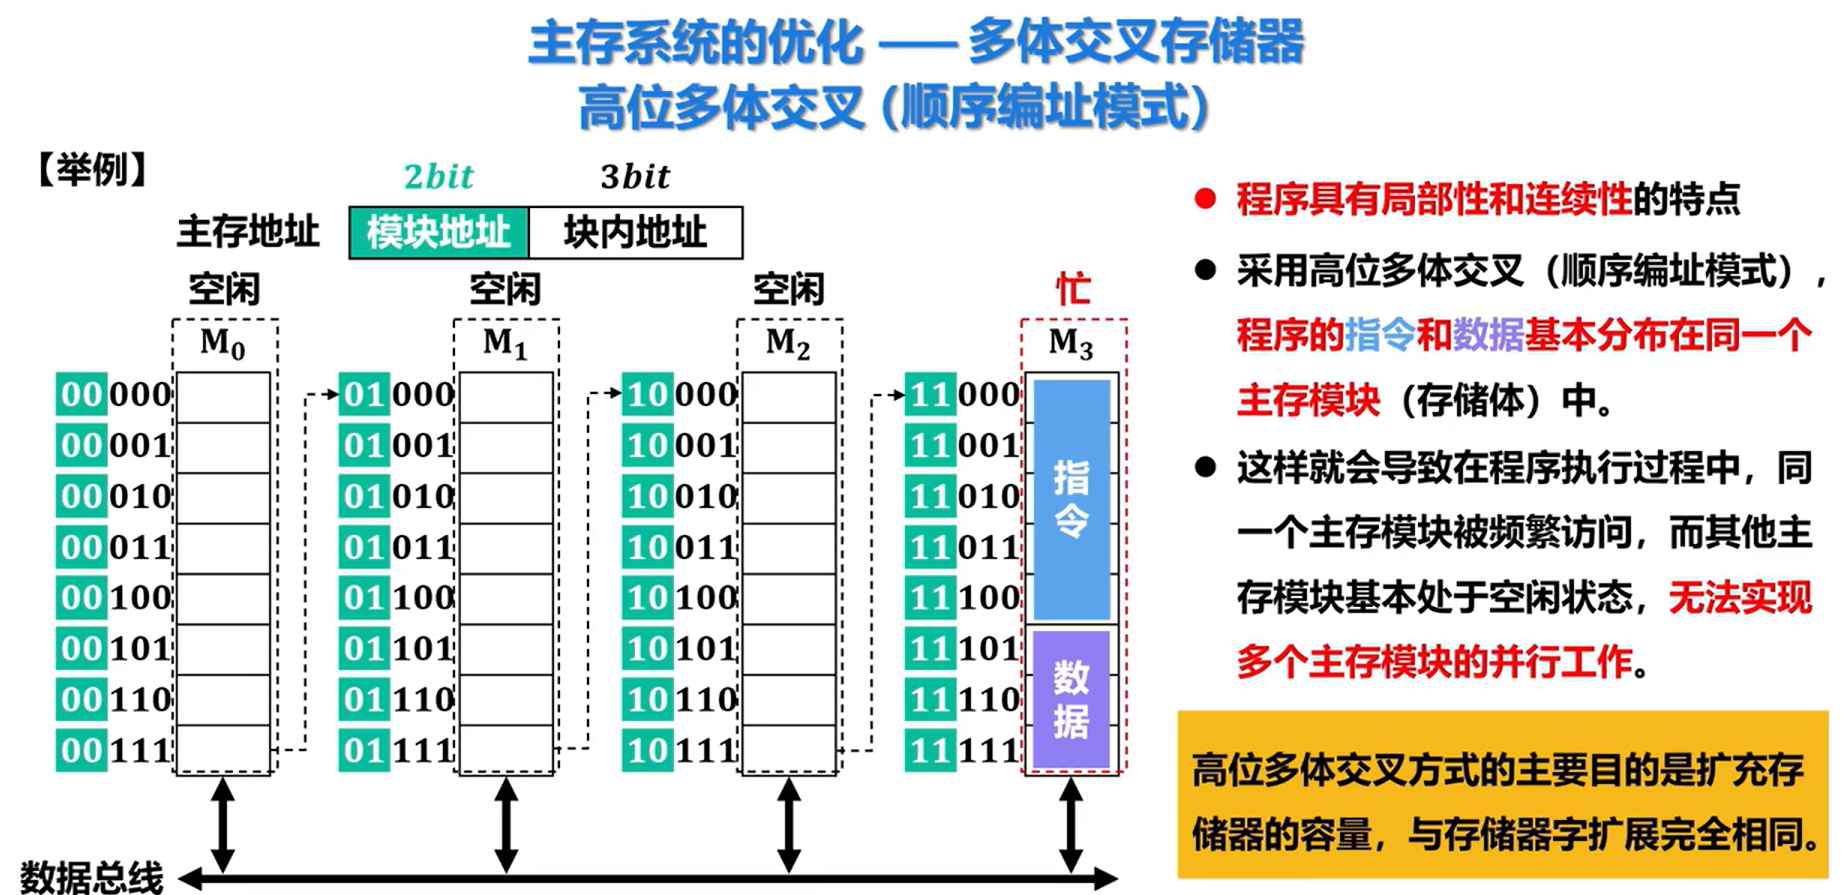 主存系统的优化 —— 多体交叉存储器
高位多体交叉（顺序编址模式）
【举例】
2bit 3bit
主存地址 模块地址 块内地址
空闲 空闲 空闲 忙
M0 M1 M2 M3
00000 01000 10000 11000
00001 01001 10001 11001
00010 01010 10010 11010
00011 01011 10011 11011
00100 01100 10100 11100
00101 01101 10101 11101
00110 01110 10110 11110
00111 01111 10111 11111
指令
数据
数据总线
● 程序具有局部性和连续性的特点
● 采用高位多体交叉（顺序编址模式），
程序的指令和数据基本分布在同一个
主存模块（存储体）中。
● 这样就会导致在程序执行过程中，同
一个主存模块被频繁访问，而其他主
存模块基本处于空闲状态，无法实现
多个主存模块的并行工作。
高位多体交叉方式的主要目的是扩充存
储器的容量，与存储器字扩展完全相同。